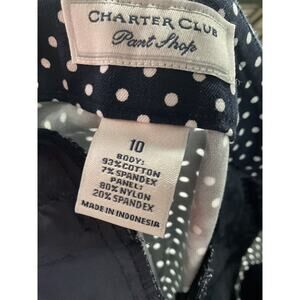 CHARTER CLUB
Pant Shop
10
BODY:
93%COTTON
7% SPANDEX
PANEL:
80% NYLON
20% SPANDEX
MADE IN INDONESIA